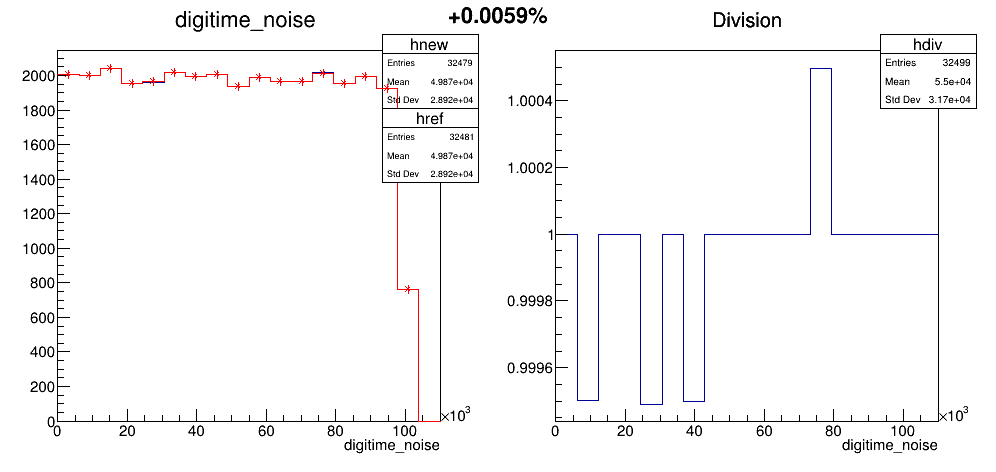 +0.0059%
digitime_noise
hnew
Entries 32479
Mean 4.987e+04
Std Dev 2.892e+04
href
Entries 32481
Mean 4.987e+04
Std Dev 2.892e+04
2000
1800
1600
1400
1200
1000
800
600
400
200
0
0 20 40 60 80 100
×10³
digitime_noise
Division
hdiv
Entries 32499
Mean 5.5e+04
Std Dev 3.17e+04
1.0004
1.0002
1
0.9998
0.9996
0 20 40 60 80 100
×10³
digitime_noise